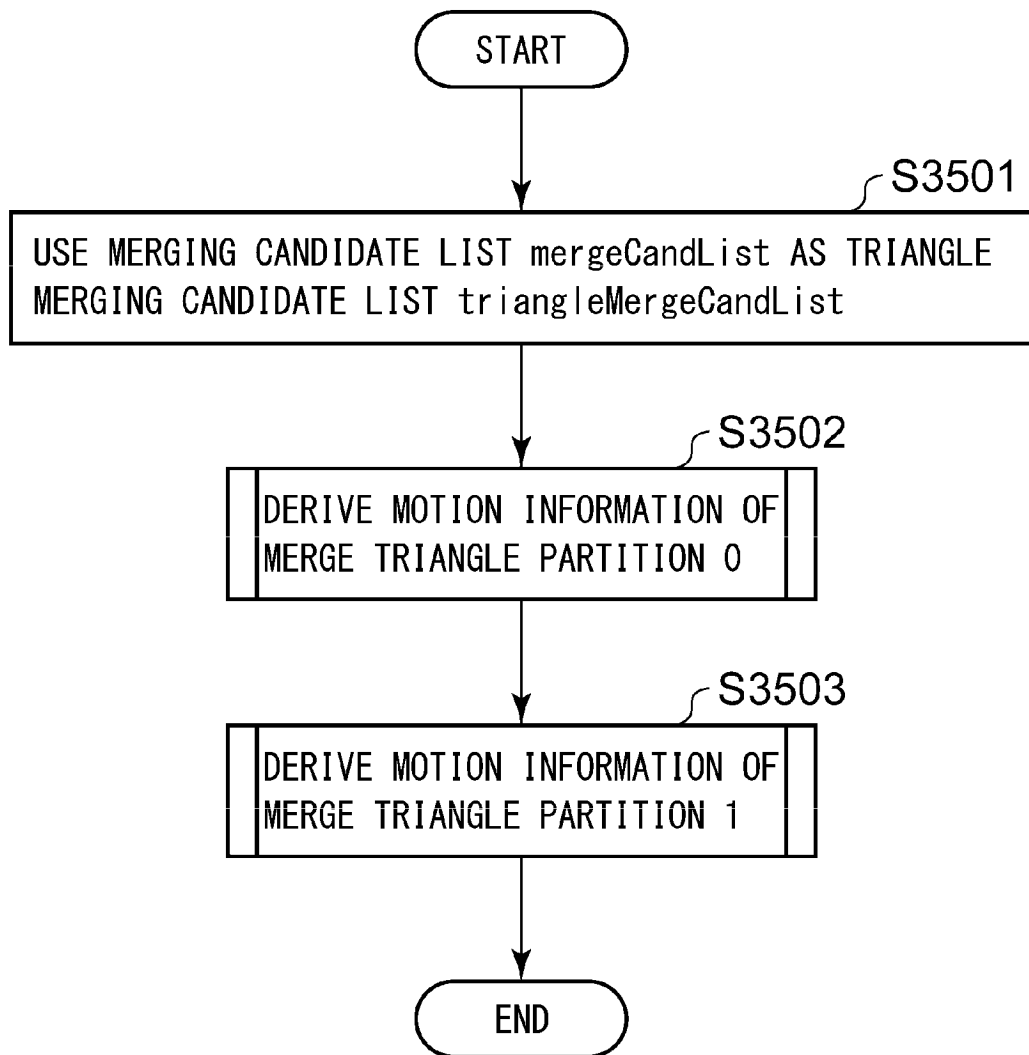 START
S3501
USE MERGING CANDIDATE LIST mergeCandList AS TRIANGLE
MERGING CANDIDATE LIST triangleMergeCandList
S3502
DERIVE MOTION INFORMATION OF
MERGE TRIANGLE PARTITION 0
S3503
DERIVE MOTION INFORMATION OF
MERGE TRIANGLE PARTITION 1
END